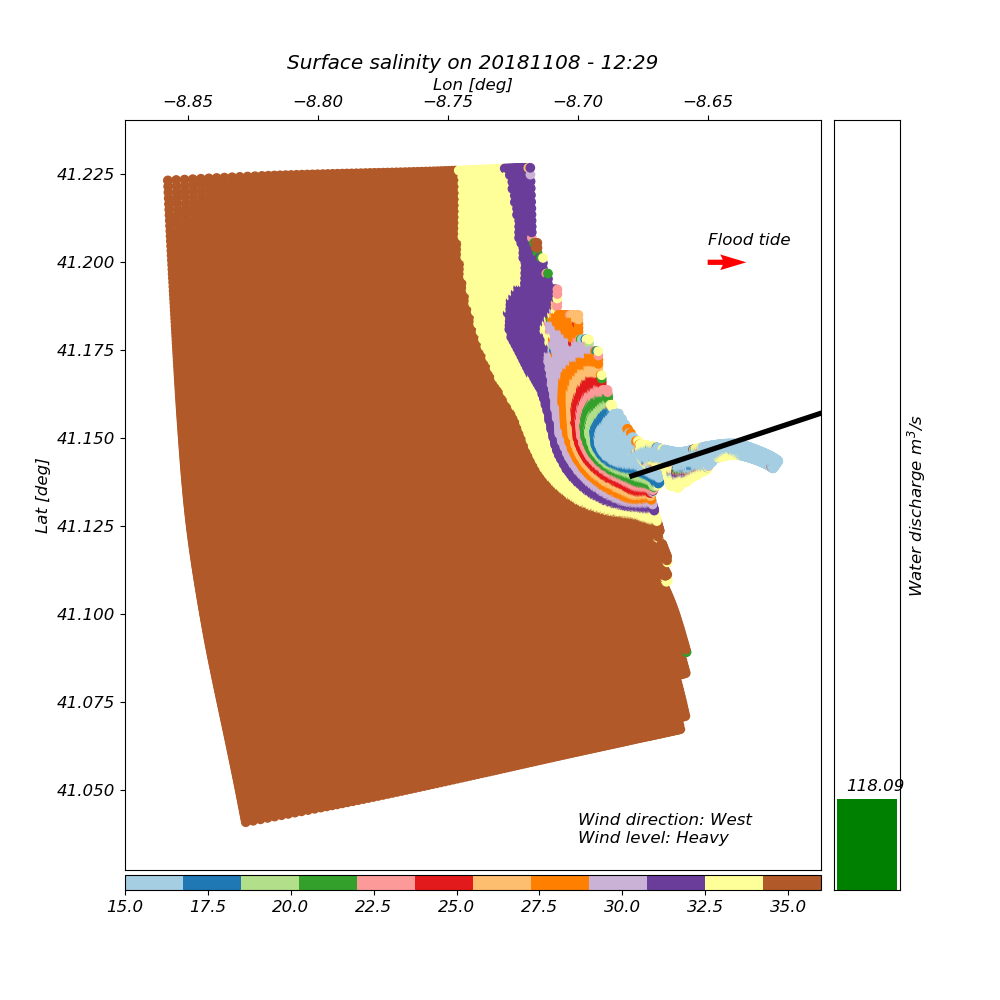 Surface salinity on 20181108 - 12:29
Lon [deg]
−8.85 −8.80 −8.75 −8.70 −8.65
41.225
41.200
41.175
41.150
41.125
41.100
41.075
41.050
Lat [deg]
Flood tide
Wind direction: West
Wind level: Heavy
118.09
Water discharge m³/s
15.0 17.5 20.0 22.5 25.0 27.5 30.0 32.5 35.0